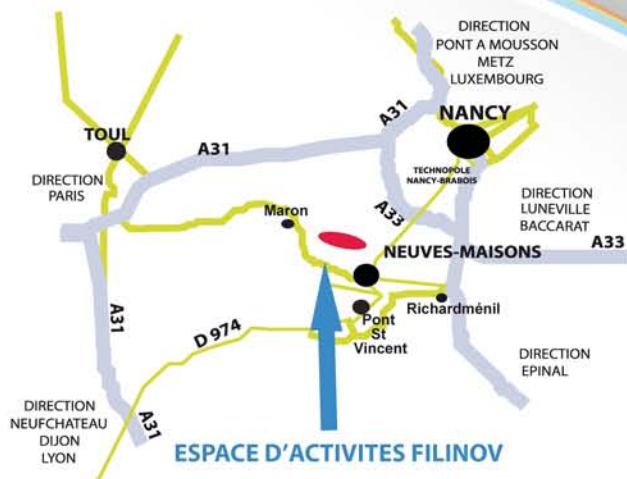 DIRECTION
PONT A MOUSSON
METZ
LUXEMBOURG
A31
NANCY
TOUL
A31
TECHNOPOLE
NANCY-BRABOIS
DIRECTION
PARIS
DIRECTION
LUNEVILLE
BACCARAT
Maron
A33
A33
NEUVES-MAISONS
A31
Richardménil
Pont
St
Vincent
D 974
DIRECTION
EPINAL
DIRECTION
NEUFCHATEAU
DIJON
LYON
A31
ESPACE D'ACTIVITES FILINOV